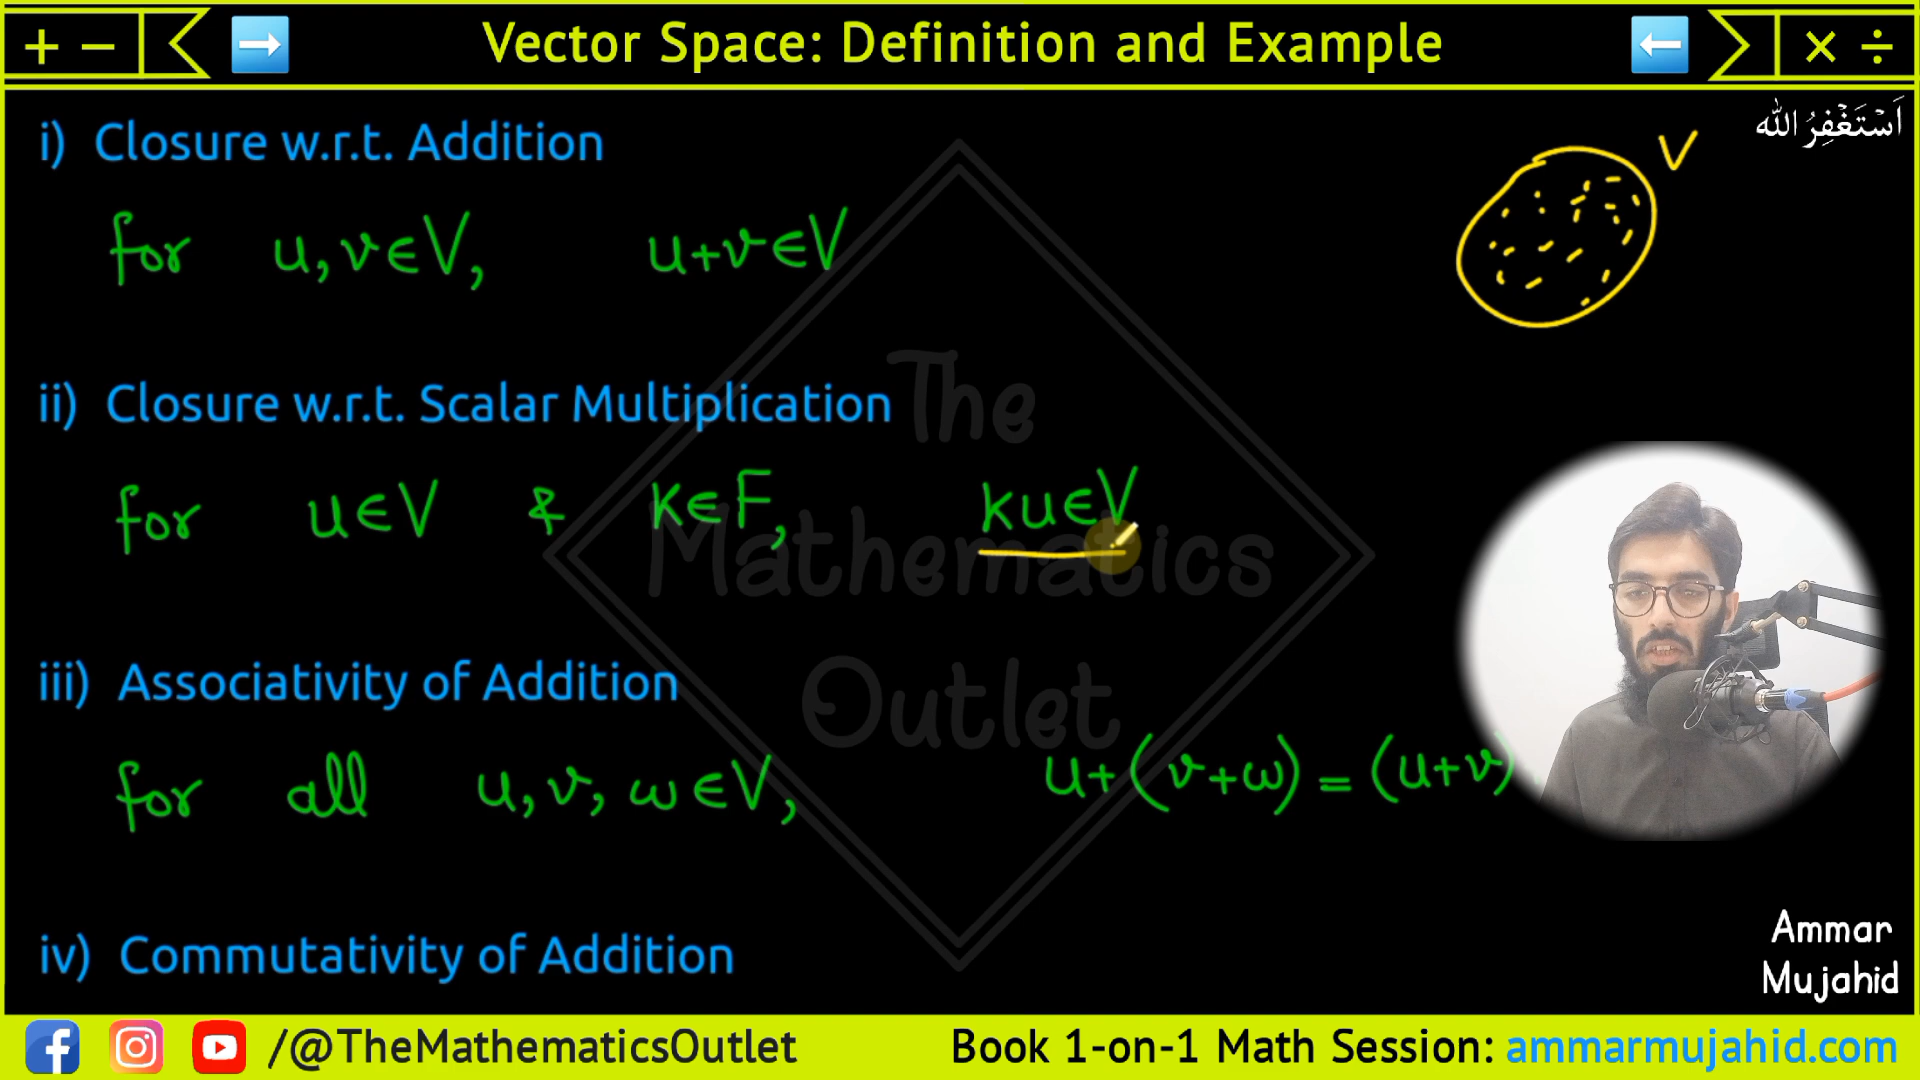 + − Vector Space: Definition and Example × ÷
أَسْتَغْفِرُ اللّٰه
i) Closure w.r.t. Addition
V
for u, v ∈ V, u+v ∈ V
ii) Closure w.r.t. Scalar Multiplication
for u ∈ V & k ∈ F, ku ∈ V
iii) Associativity of Addition
for all u, v, w ∈ V, u+(v+w) = (u+v)
iv) Commutativity of Addition
The
Mathematics
Outlet
Ammar
Mujahid
/@TheMathematicsOutlet Book 1-on-1 Math Session: ammarmujahid.com